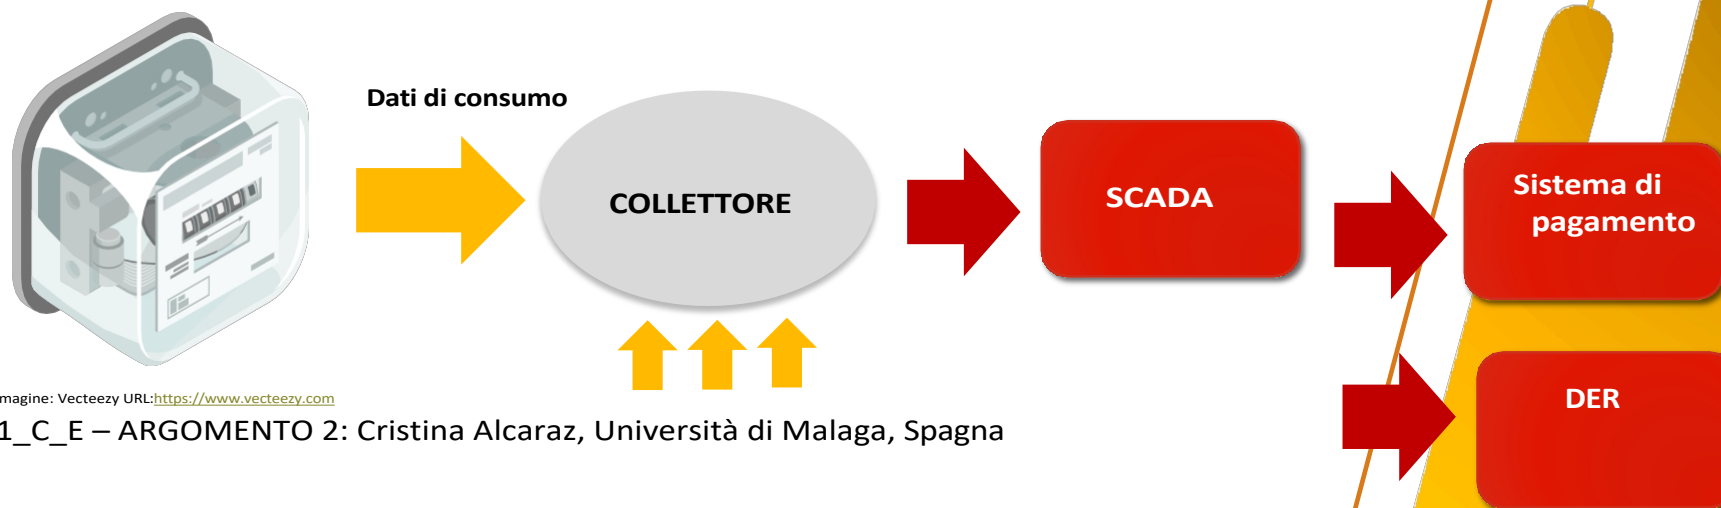 Dati di consumo
COLLETTORE
SCADA
Sistema di
pagamento
DER
magine: Vecteezy URL:https://www.vecteezy.com
1_C_E – ARGOMENTO 2: Cristina Alcaraz, Università di Malaga, Spagna